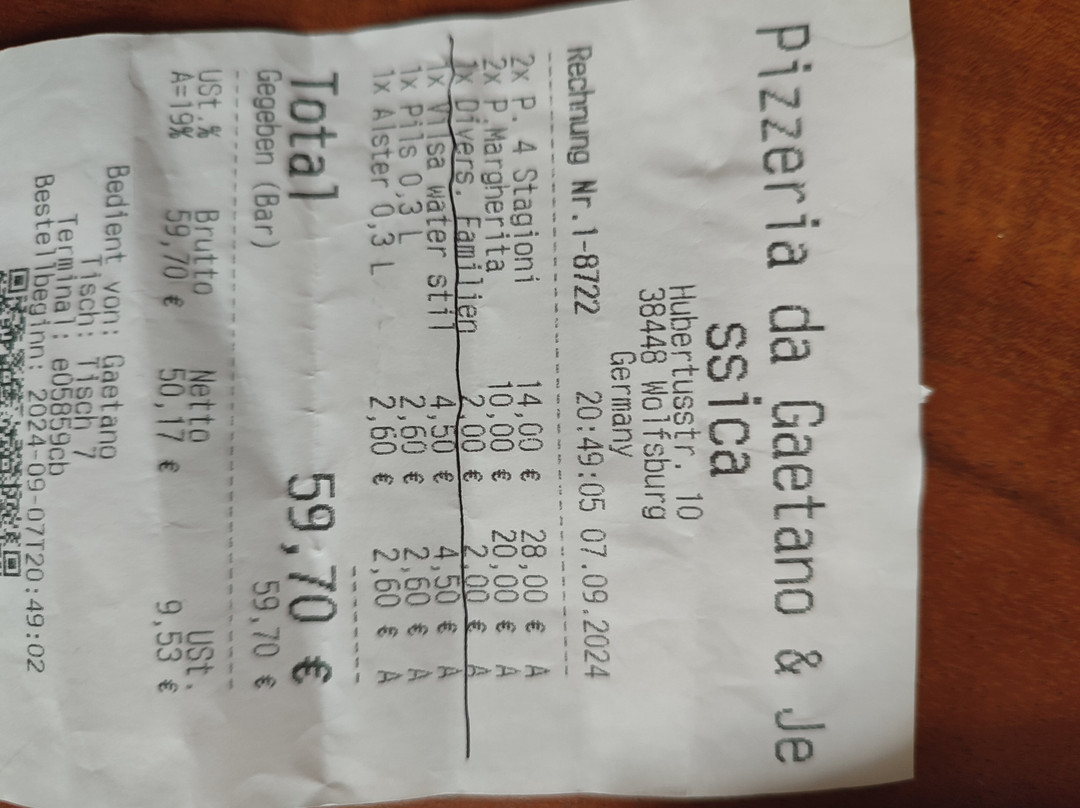 Pizzeria da Gaetano & Je
ssica
Hubertusstr. 10
38448 Wolfsburg
Germany
Rechnung Nr.1-8722 20:49:05 07.09.2024
2x P. 4 Stagioni 14,00 € 28,00 € A
2x P.Margherita 10,00 € 20,00 € A
1x Divers. Familien 2,00 € 2,00 € A
1x Vilsa water stil 4,50 € 4,50 € A
1x Pils 0,3 L 2,60 € 2,60 € A
1x Alster 0,3 L 2,60 € 2,60 € A
Total 59,70 €
Gegeben (Bar) 59,70 €
USt.% Brutto Netto USt.
A=19% 59,70 € 50,17 € 9,53 €
Bedient von: Gaetano
Tisch: Tisch 7
Terminal: e05859cb
Bestellbeginn: 2024-09-07T20:49:02